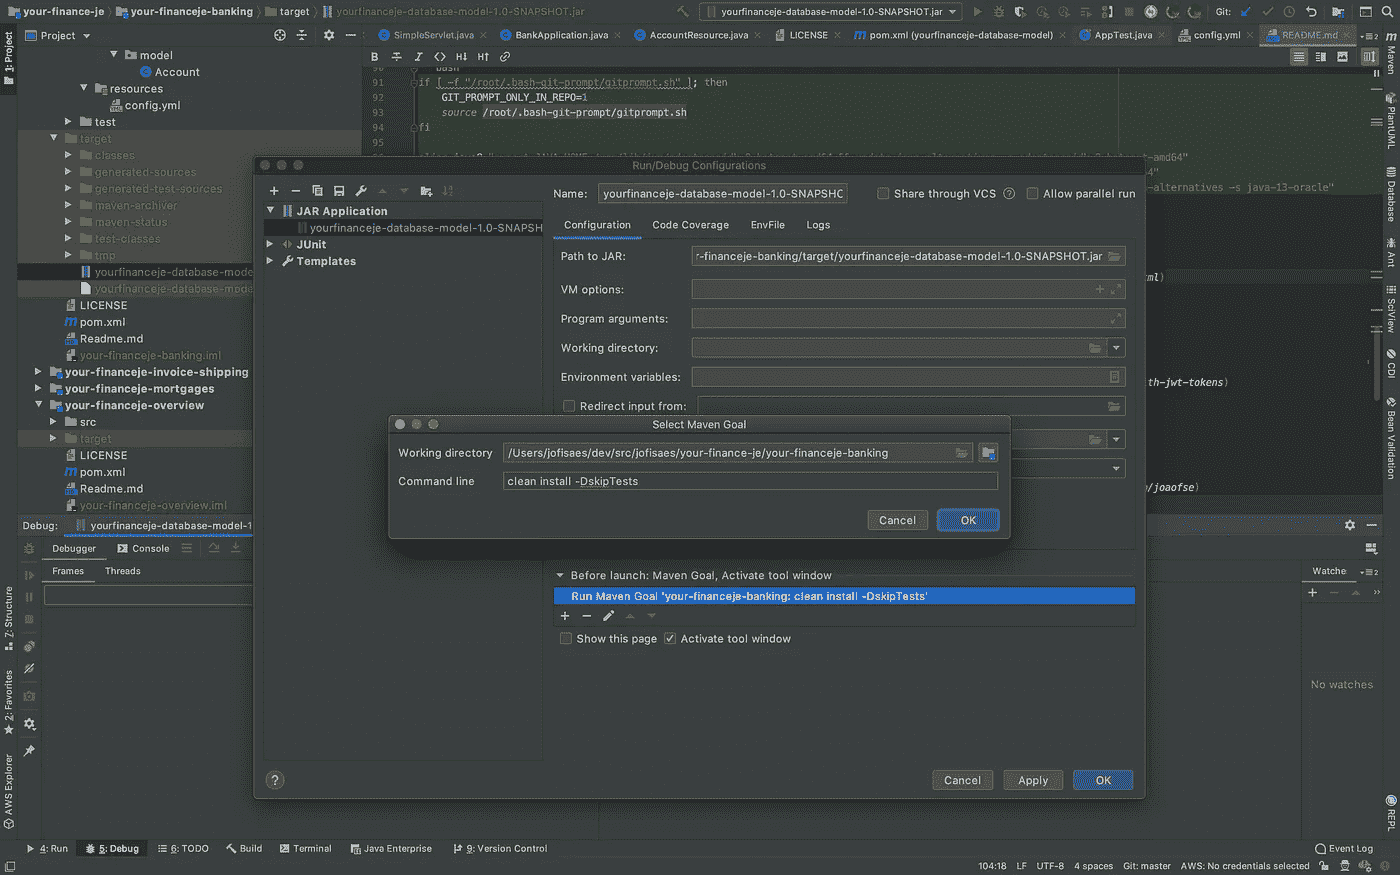 your-finance-je
your-financeje-banking
target
yourfinanceje-database-model-1.0-SNAPSHOT.jar
yourfinanceje-database-model-1.0-SNAPSHOT.jar
Git:
1: Project
Project
SimpleServlet.java
BankApplication.java
AccountResource.java
LICENSE
pom.xml (yourfinanceje-database-model)
AppTest.java
config.yml
README.md
Maven
PlantUML
Database
Ant
SciView
CDI
Bean Validation
REPL
model
Account
resources
config.yml
test
target
classes
generated-sources
generated-test-sources
maven-archiver
maven-status
test-classes
tmp
yourfinanceje-database-mode
yourfinanceje-database-mode
LICENSE
pom.xml
Readme.md
your-financeje-banking.iml
your-financeje-invoice-shipping
your-financeje-mortgages
your-financeje-overview
src
target
LICENSE
pom.xml
Readme.md
your-financeje-overview.iml
B I H↓ H↑
90 bash
91 if [ -f "/root/.bash-git-prompt/gitprompt.sh" ]; then
92 GIT_PROMPT_ONLY_IN_REPO=1
93 source /root/.bash-git-prompt/gitprompt.sh
94 fi
95
t-amd64"
64"
-alternatives -s java-13-oracle"
ml)
th-jwt-tokens)
/joaofse)
Run/Debug Configurations
JAR Application
yourfinanceje-database-model-1.0-SNAPSH
JUnit
Templates
Name: yourfinanceje-database-model-1.0-SNAPSHC
Share through VCS
Allow parallel run
Configuration
Code Coverage
EnvFile
Logs
Path to JAR: r-financeje-banking/target/yourfinanceje-database-model-1.0-SNAPSHOT.jar
VM options:
Program arguments:
Working directory:
Environment variables:
Redirect input from:
Select Maven Goal
Working directory /Users/jofisaes/dev/src/jofisaes/your-finance-je/your-financeje-banking
Command line clean install -DskipTests
Cancel
OK
Before launch: Maven Goal, Activate tool window
Run Maven Goal 'your-financeje-banking: clean install -DskipTests'
Show this page
Activate tool window
?
Cancel
Apply
OK
Debug: yourfinanceje-database-model-1
Debugger
Console
Frames
Threads
Watche
No watches
Z: Structure
2: Favorites
AWS Explorer
4: Run
5: Debug
6: TODO
Build
Terminal
Java Enterprise
9: Version Control
Event Log
104:18
LF
UTF-8
4 spaces
Git: master
AWS: No credentials selected